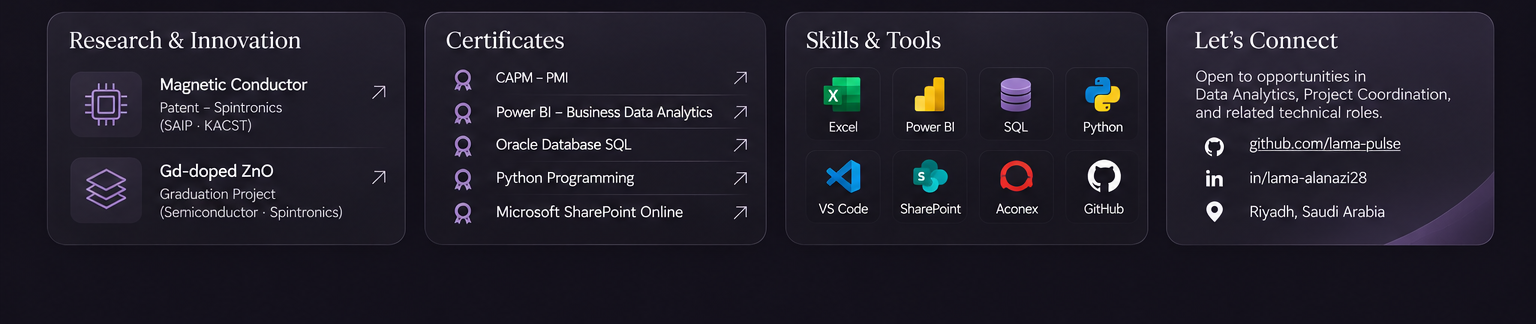 Research & Innovation
Magnetic Conductor
Patent – Spintronics
(SAIP · KACST)
Gd-doped ZnO
Graduation Project
(Semiconductor · Spintronics)
Certificates
CAPM – PMI
Power BI – Business Data Analytics
Oracle Database SQL
Python Programming
Microsoft SharePoint Online
Skills & Tools
X
Excel
Power BI
SQL
Python
VS Code
S
SharePoint
Aconex
GitHub
Let’s Connect
Open to opportunities in
Data Analytics, Project Coordination,
and related technical roles.
github.com/lama-pulse
in
in/lama-alanazi28
Riyadh, Saudi Arabia